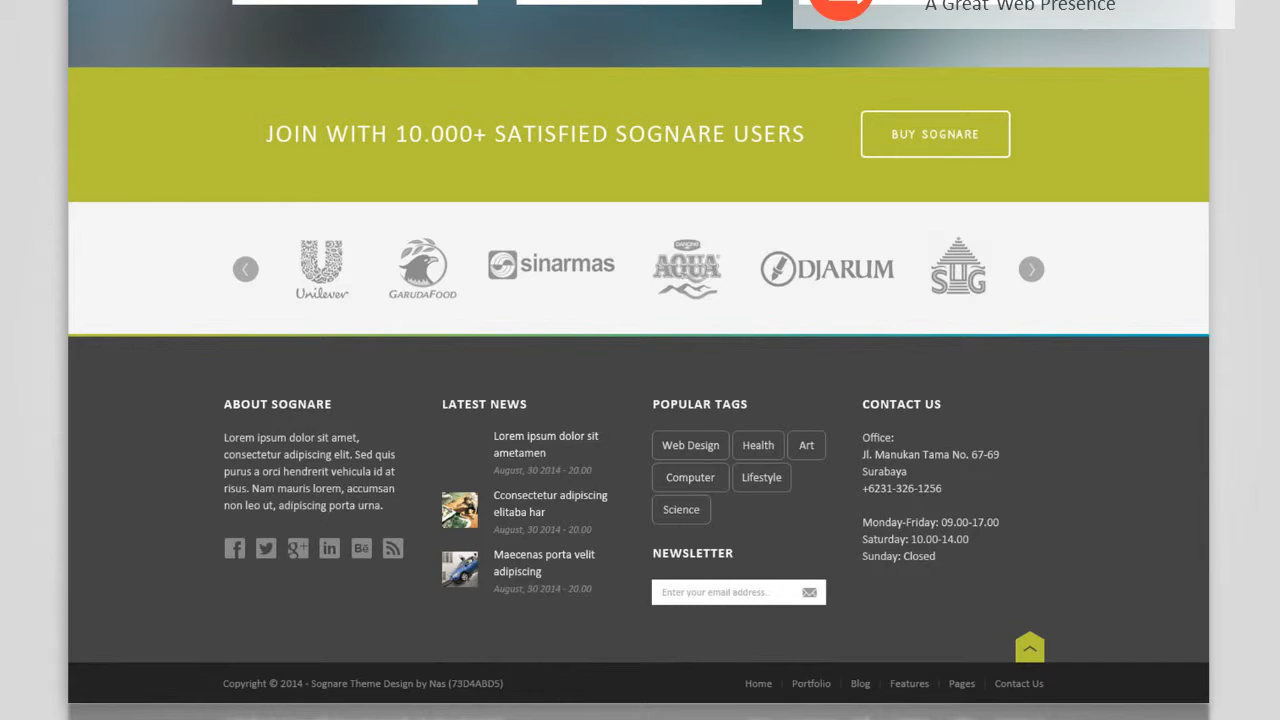 A Great Web Presence
JOIN WITH 10.000+ SATISFIED SOGNARE USERS
BUY SOGNARE
Unilever
GARUDAFOOD
sinarmas
DANONE
AQUA
DJARUM
SIG
ABOUT SOGNARE
Lorem ipsum dolor sit amet,
consectetur adipiscing elit. Sed quis
purus a orci hendrerit vehicula id at
risus. Nam mauris lorem, accumsan
non leo ut, adipiscing porta urna.
LATEST NEWS
Lorem ipsum dolor sit
ametamen
August, 30 2014 - 20.00
Cconsectetur adipiscing
elitaba har
August, 30 2014 - 20.00
Maecenas porta velit
adipiscing
August, 30 2014 - 20.00
POPULAR TAGS
Web Design Health Art
Computer Lifestyle
Science
NEWSLETTER
Enter your email address..
CONTACT US
Office:
Jl. Manukan Tama No. 67-69
Surabaya
+6231-326-1256
Monday-Friday: 09.00-17.00
Saturday: 10.00-14.00
Sunday: Closed
Copyright © 2014 - Sognare Theme Design by Nas (73D4ABD5)
Home | Portfolio | Blog | Features | Pages | Contact Us